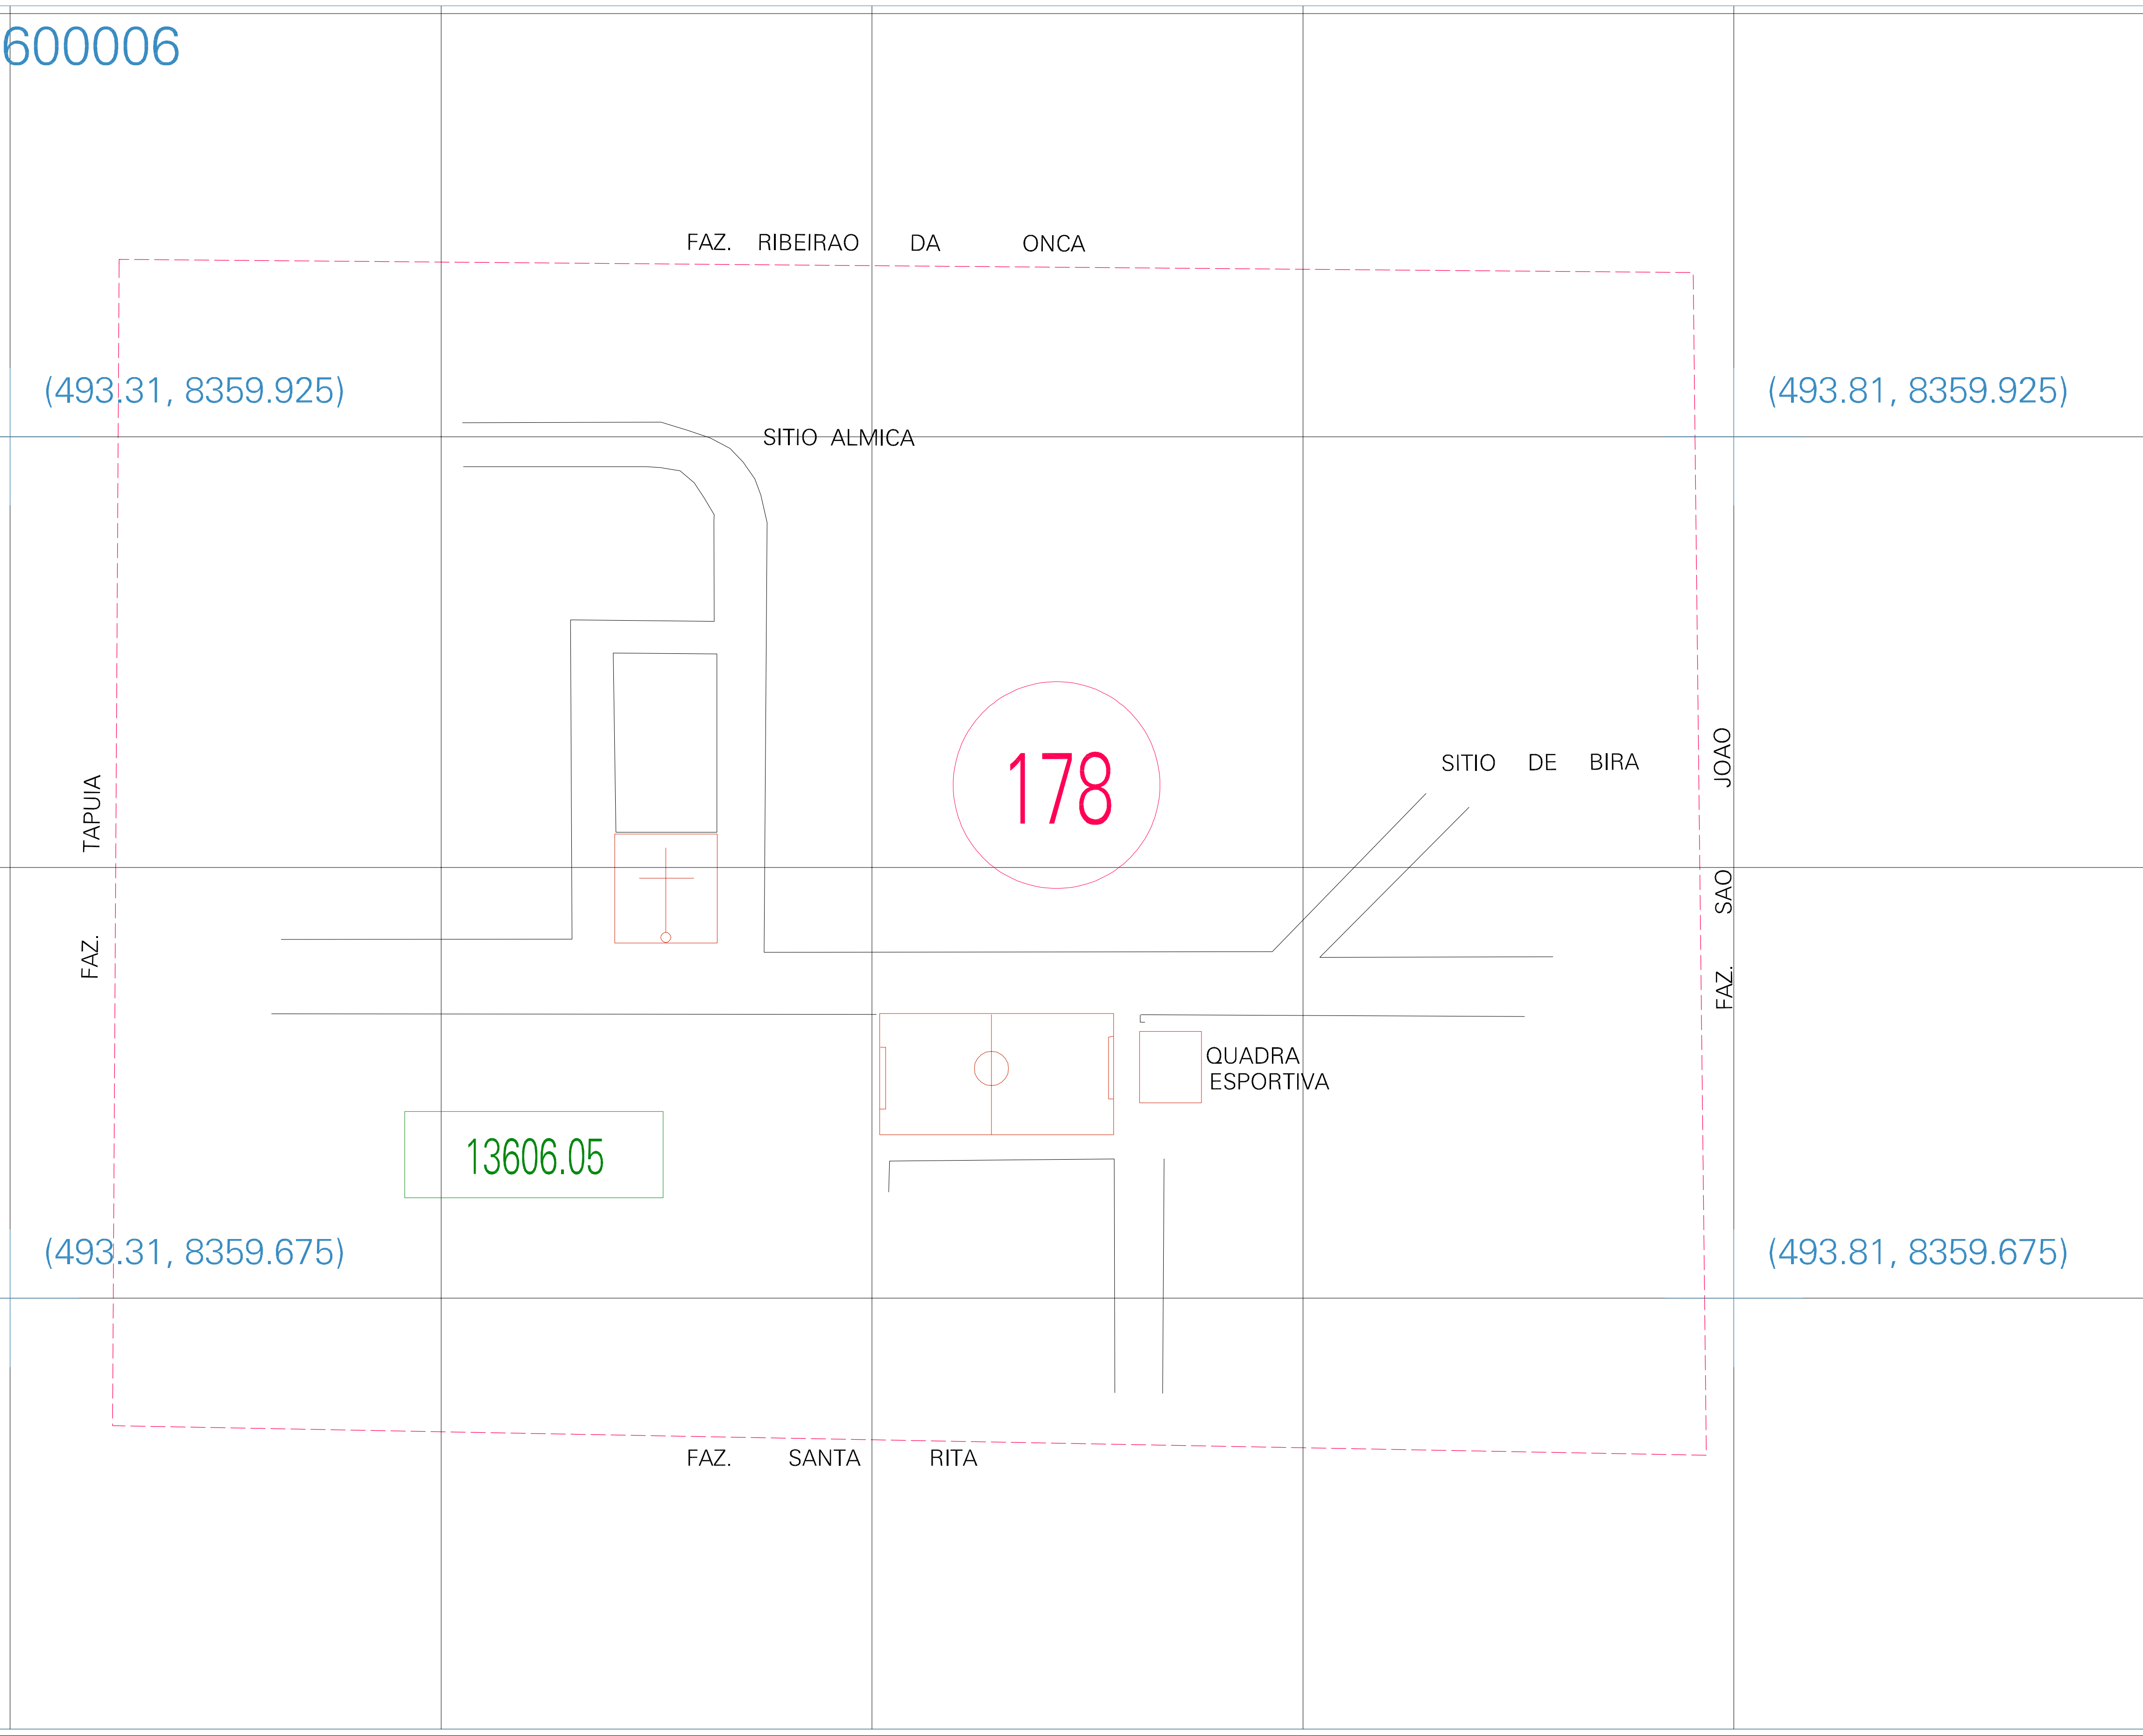 600006
FAZ. RIBEIRAO DA ONCA
(493.31, 8359.925)
(493.81, 8359.925)
SITIO ALMICA
178
SITIO DE BIRA
FAZ. TAPUIA
FAZ. SAO JOAO
QUADRA
ESPORTIVA
13606.05
(493.31, 8359.675)
(493.81, 8359.675)
FAZ. SANTA RITA